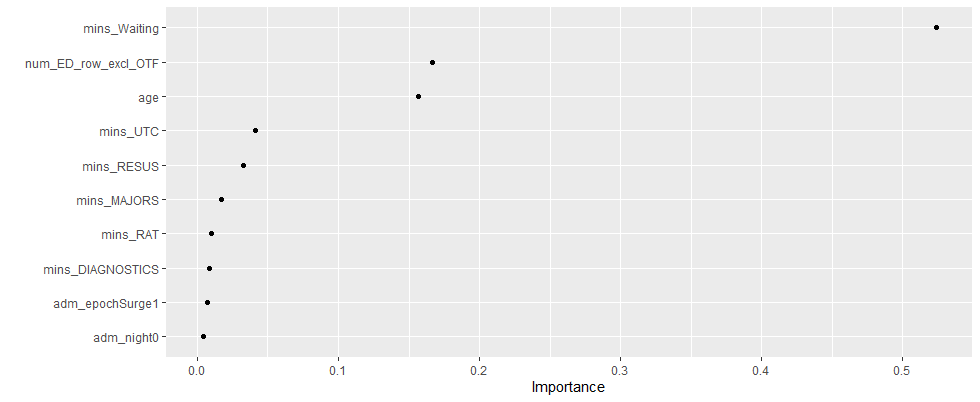 mins_Waiting
num_ED_row_excl_OTF
age
mins_UTC
mins_RESUS
mins_MAJORS
mins_RAT
mins_DIAGNOSTICS
adm_epochSurge1
adm_night0
0.0 0.1 0.2 0.3 0.4 0.5
Importance